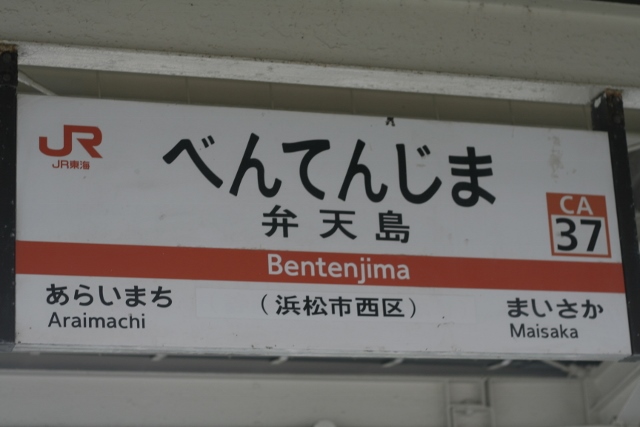 JR
JR東海
べんてんじま
弁天島
CA
37
Bentenjima
あらいまち
Araimachi
(浜松市西区)
まいさか
Maisaka